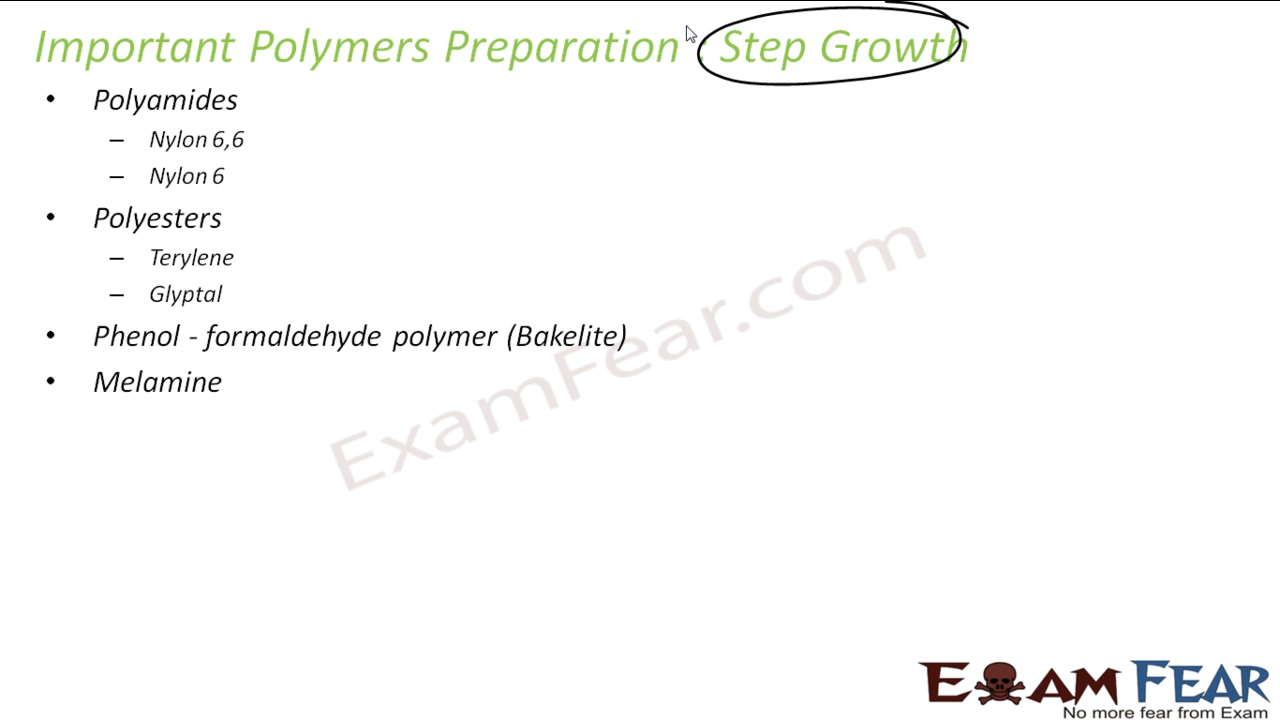 Important Polymers Preparation : Step Growth
• Polyamides
– Nylon 6,6
– Nylon 6
• Polyesters
– Terylene
– Glyptal
• Phenol - formaldehyde polymer (Bakelite)
• Melamine
ExamFear.com
EXAM FEAR
No more fear from Exam